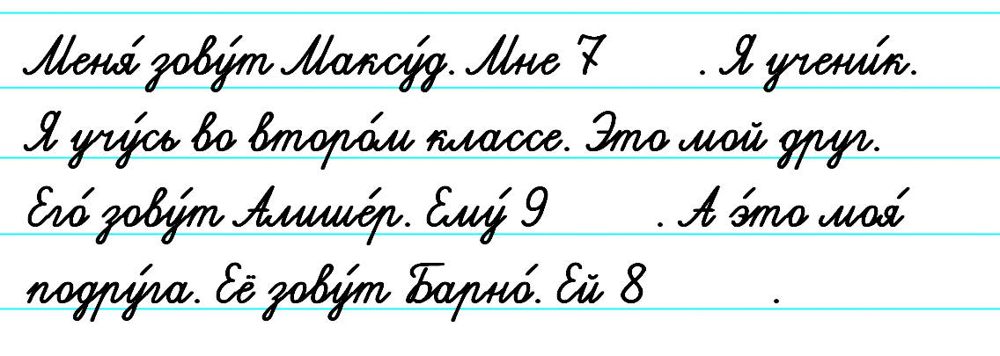 Меня́ зову́т Максу́д. Мне 7 . Я учени́к.
Я учу́сь во второ́м классе. Это мой друг.
Его́ зову́т Алише́р. Ему́ 9 . А э́то моя́
подру́га. Её зову́т Барно́. Ей 8 .